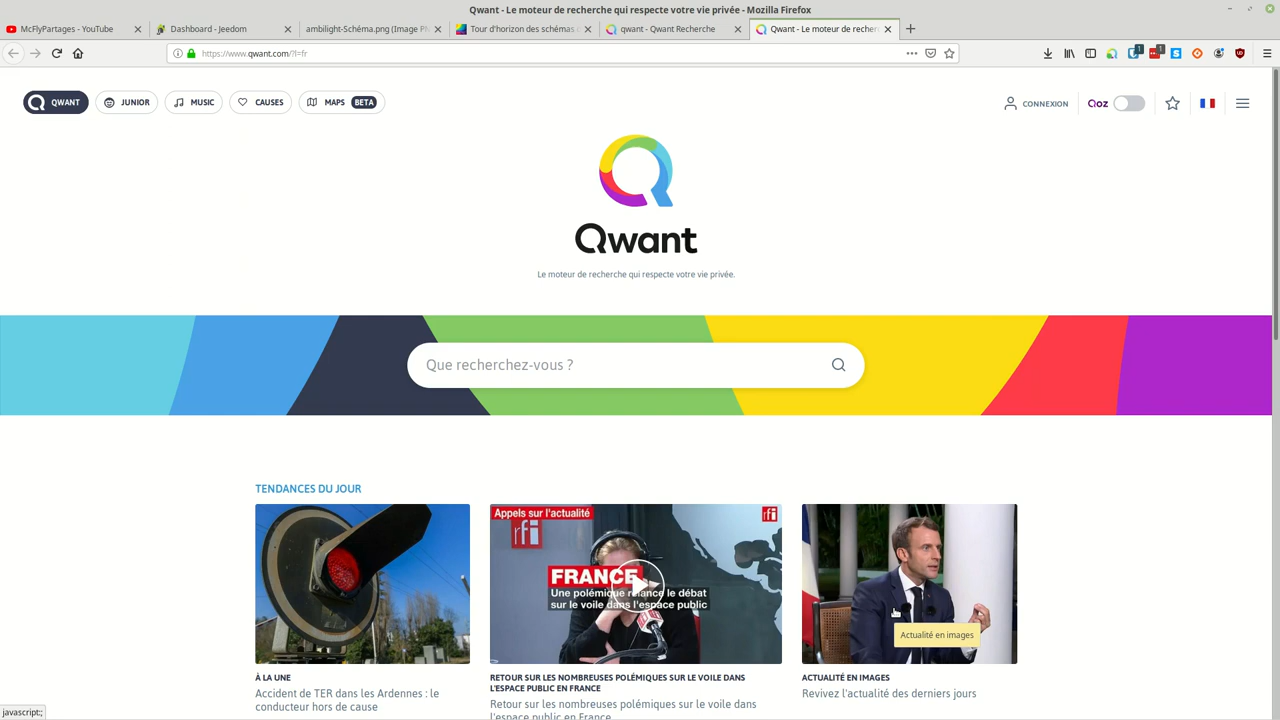 Qwant - Le moteur de recherche qui respecte votre vie privée - Mozilla Firefox
McFlyPartages - YouTube
Dashboard - Jeedom
ambilight-Schéma.png (Image PN
Tour d'horizon des schémas
qwant - Qwant Recherche
Qwant - Le moteur de recher
https://www.qwant.com/?l=fr
1
1
QWANT
JUNIOR
MUSIC
CAUSES
MAPS BETA
CONNEXION
Qoz
Qwant
Le moteur de recherche qui respecte votre vie privée.
Que recherchez-vous ?
TENDANCES DU JOUR
Appels sur l'actualité
rfi
rfi
FRANCE
Une polémique relance le débat
sur le voile dans l'espace public
Actualité en images
À LA UNE
Accident de TER dans les Ardennes : le
conducteur hors de cause
RETOUR SUR LES NOMBREUSES POLÉMIQUES SUR LE VOILE DANS
L'ESPACE PUBLIC EN FRANCE
Retour sur les nombreuses polémiques sur le voile dans
l'espace public en France
ACTUALITÉ EN IMAGES
Revivez l'actualité des derniers jours
javascript:;